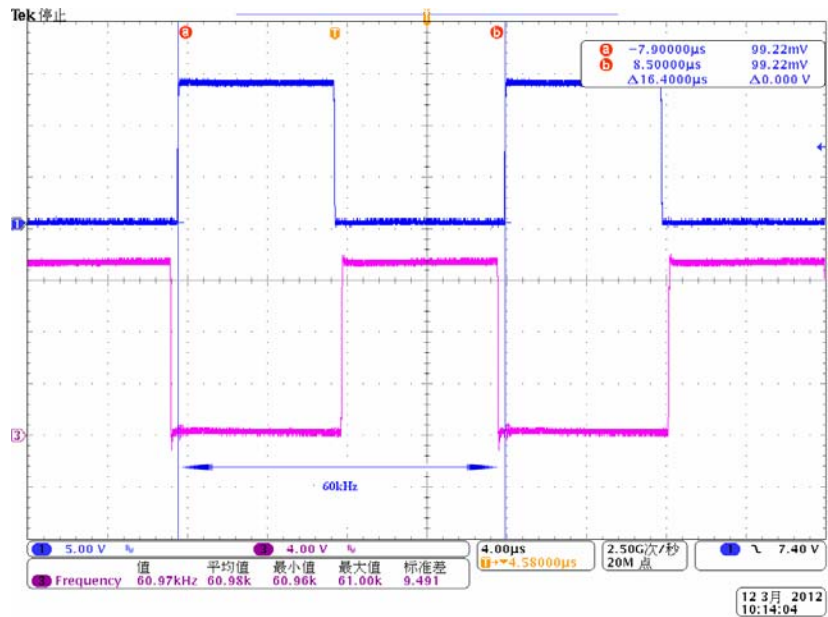 Tek 停止
a T T b
a -7.90000μs 99.22mV
b 8.50000μs 99.22mV
Δ16.4000μs Δ0.000 V
1
3
60kHz
1 5.00 V 3 4.00 V
4.00μs
T→▼4.58000μs
2.50G次/秒
20M 点
1 7.40 V
值 平均值 最小值 最大值 标准差
3 Frequency 60.97kHz 60.98k 60.96k 61.00k 9.491
12 3月 2012
10:14:04